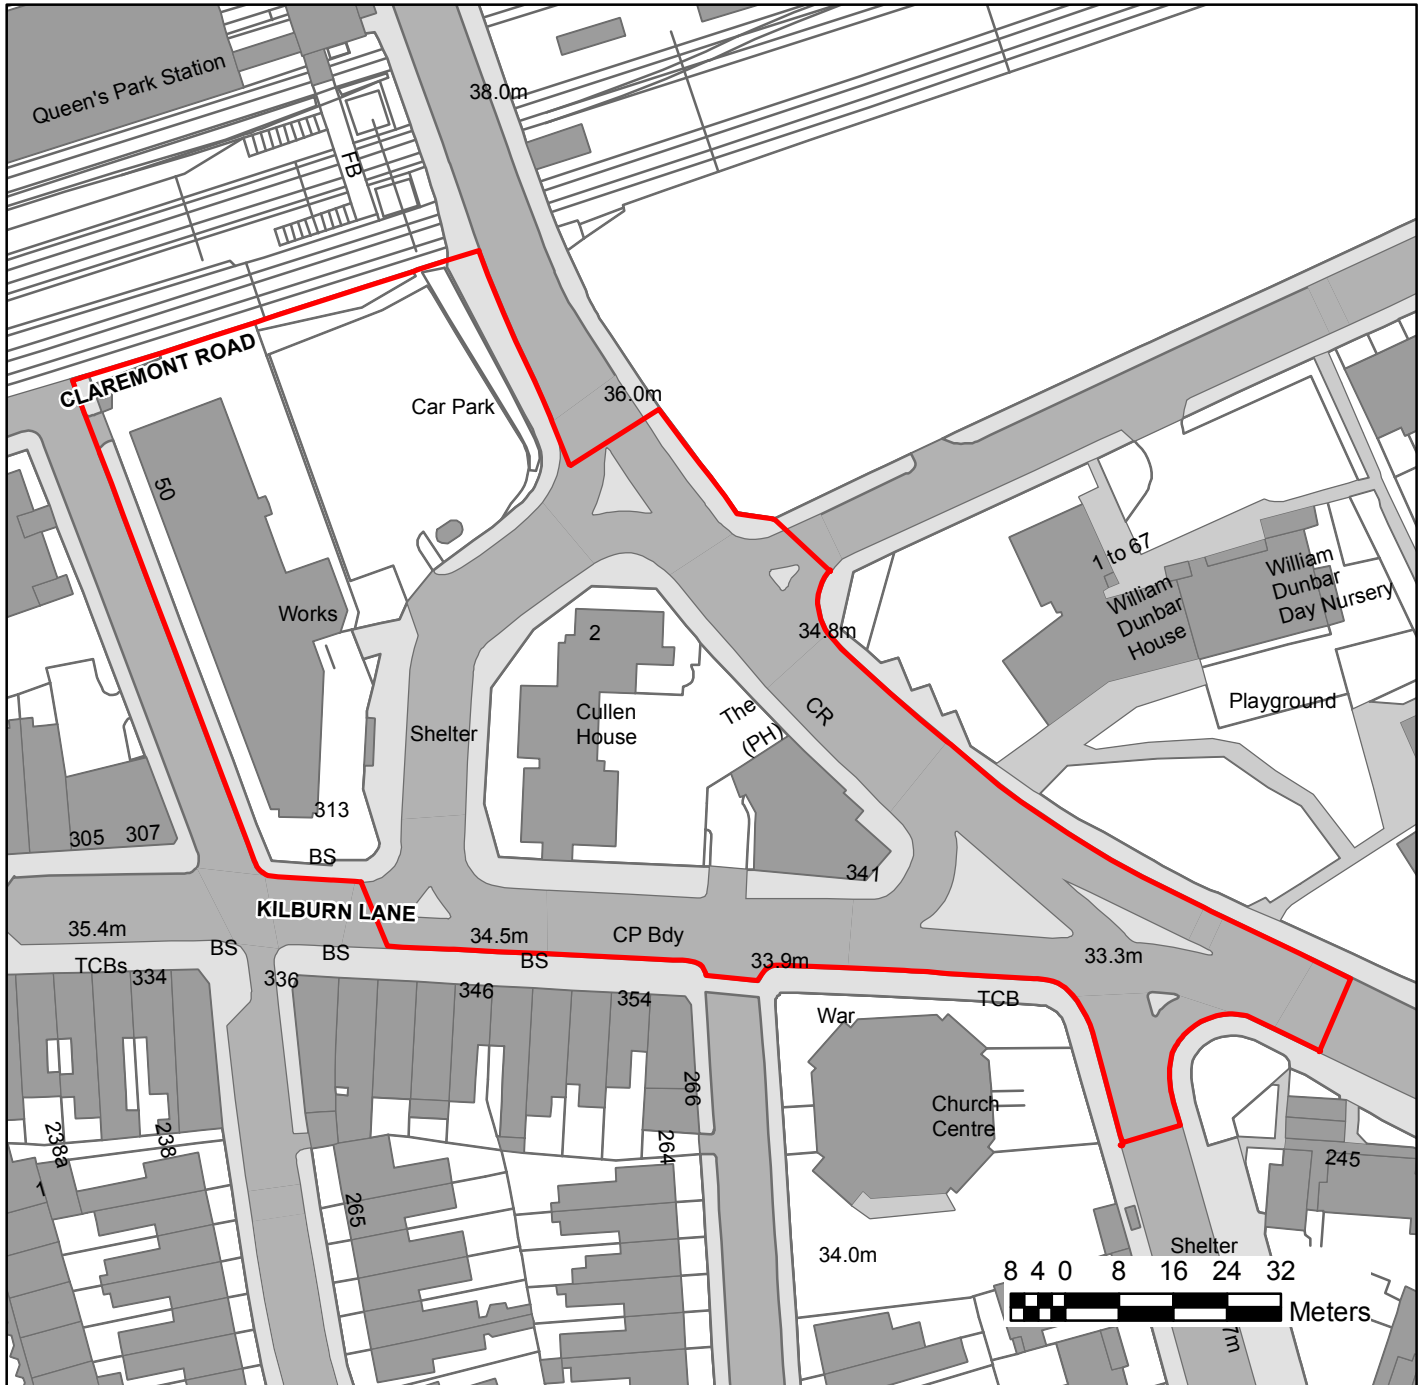 Queen's Park Station
38.0m
FB
CLAREMONT ROAD
36.0m
Car Park
50
1 to 67
William
Dunbar
House
William
Dunbar
Day Nursery
Works
2
34.8m
Playground
Cullen
House
The
(PH)
CR
Shelter
313
305
307
BS
341
KILBURN LANE
35.4m
BS
BS
34.5m
BS
CP Bdy
33.9m
33.3m
TCBs
334
336
346
354
TCB
War
266
Church
Centre
238a
238
264
245
1
265
34.0m
Shelter
8 4 0 8 16 24 32
Meters